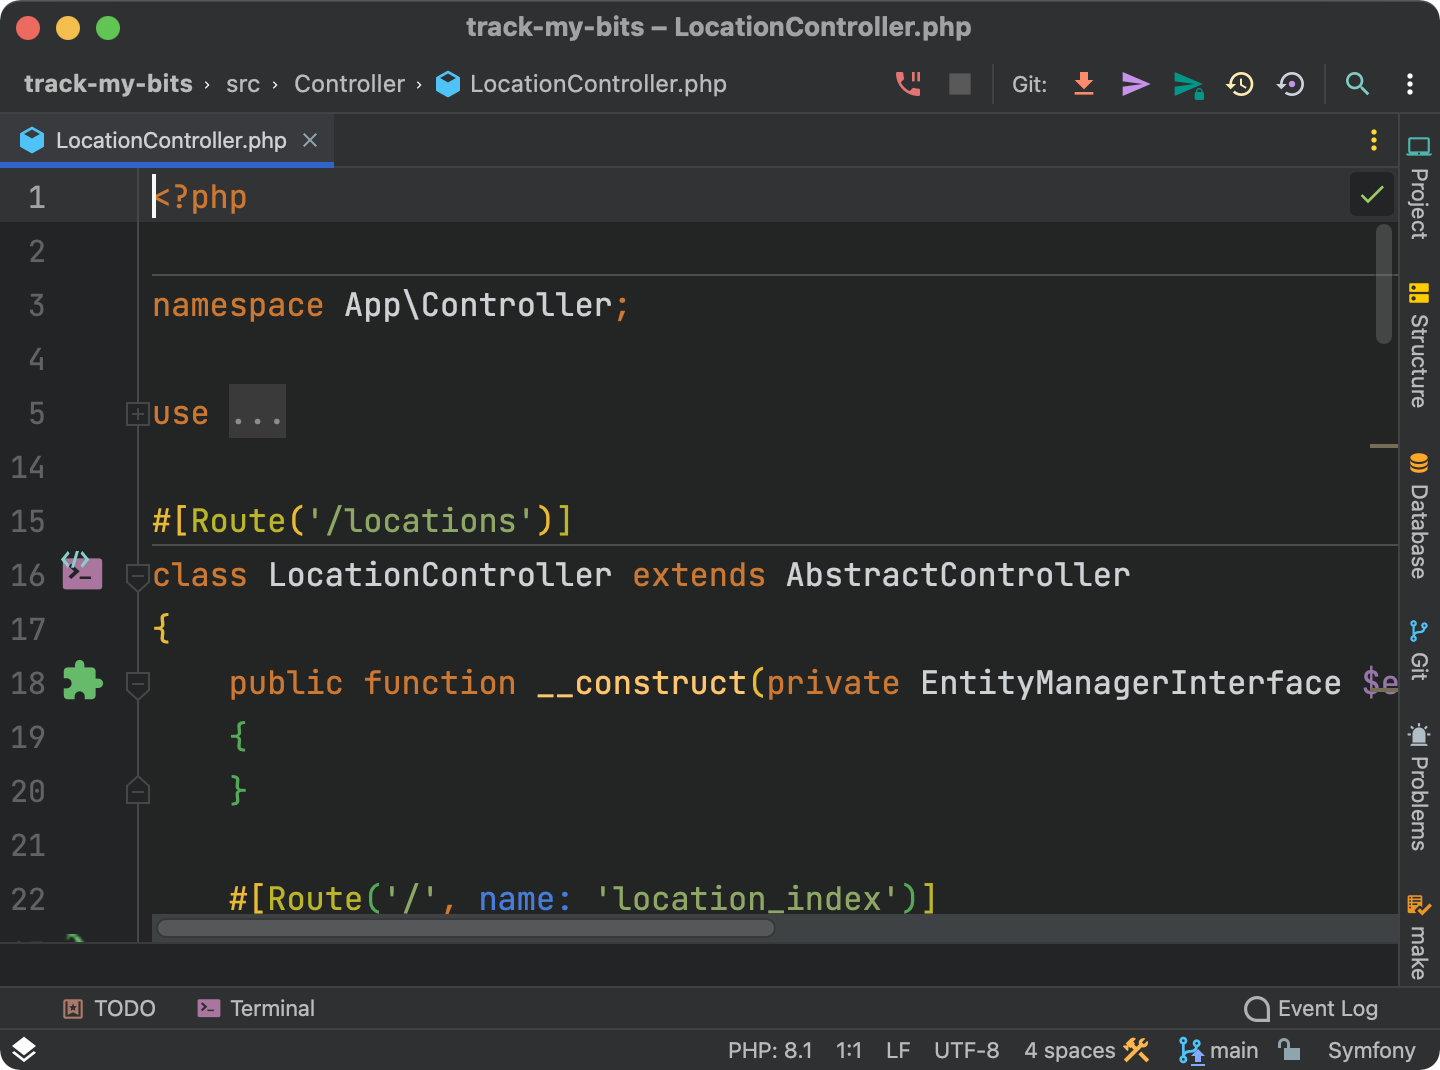 track-my-bits – LocationController.php
track-my-bits › src › Controller › LocationController.php Git:
LocationController.php
1 <?php
2
3 namespace App\Controller;
4
5 use ...
14
15 #[Route('/locations')]
16 class LocationController extends AbstractController
17 {
18 public function __construct(private EntityManagerInterface $e
19 {
20 }
21
22 #[Route('/', name: 'location_index')]
Project
Structure
Database
Git
Problems
make
TODO Terminal Event Log
PHP: 8.1 1:1 LF UTF-8 4 spaces main Symfony